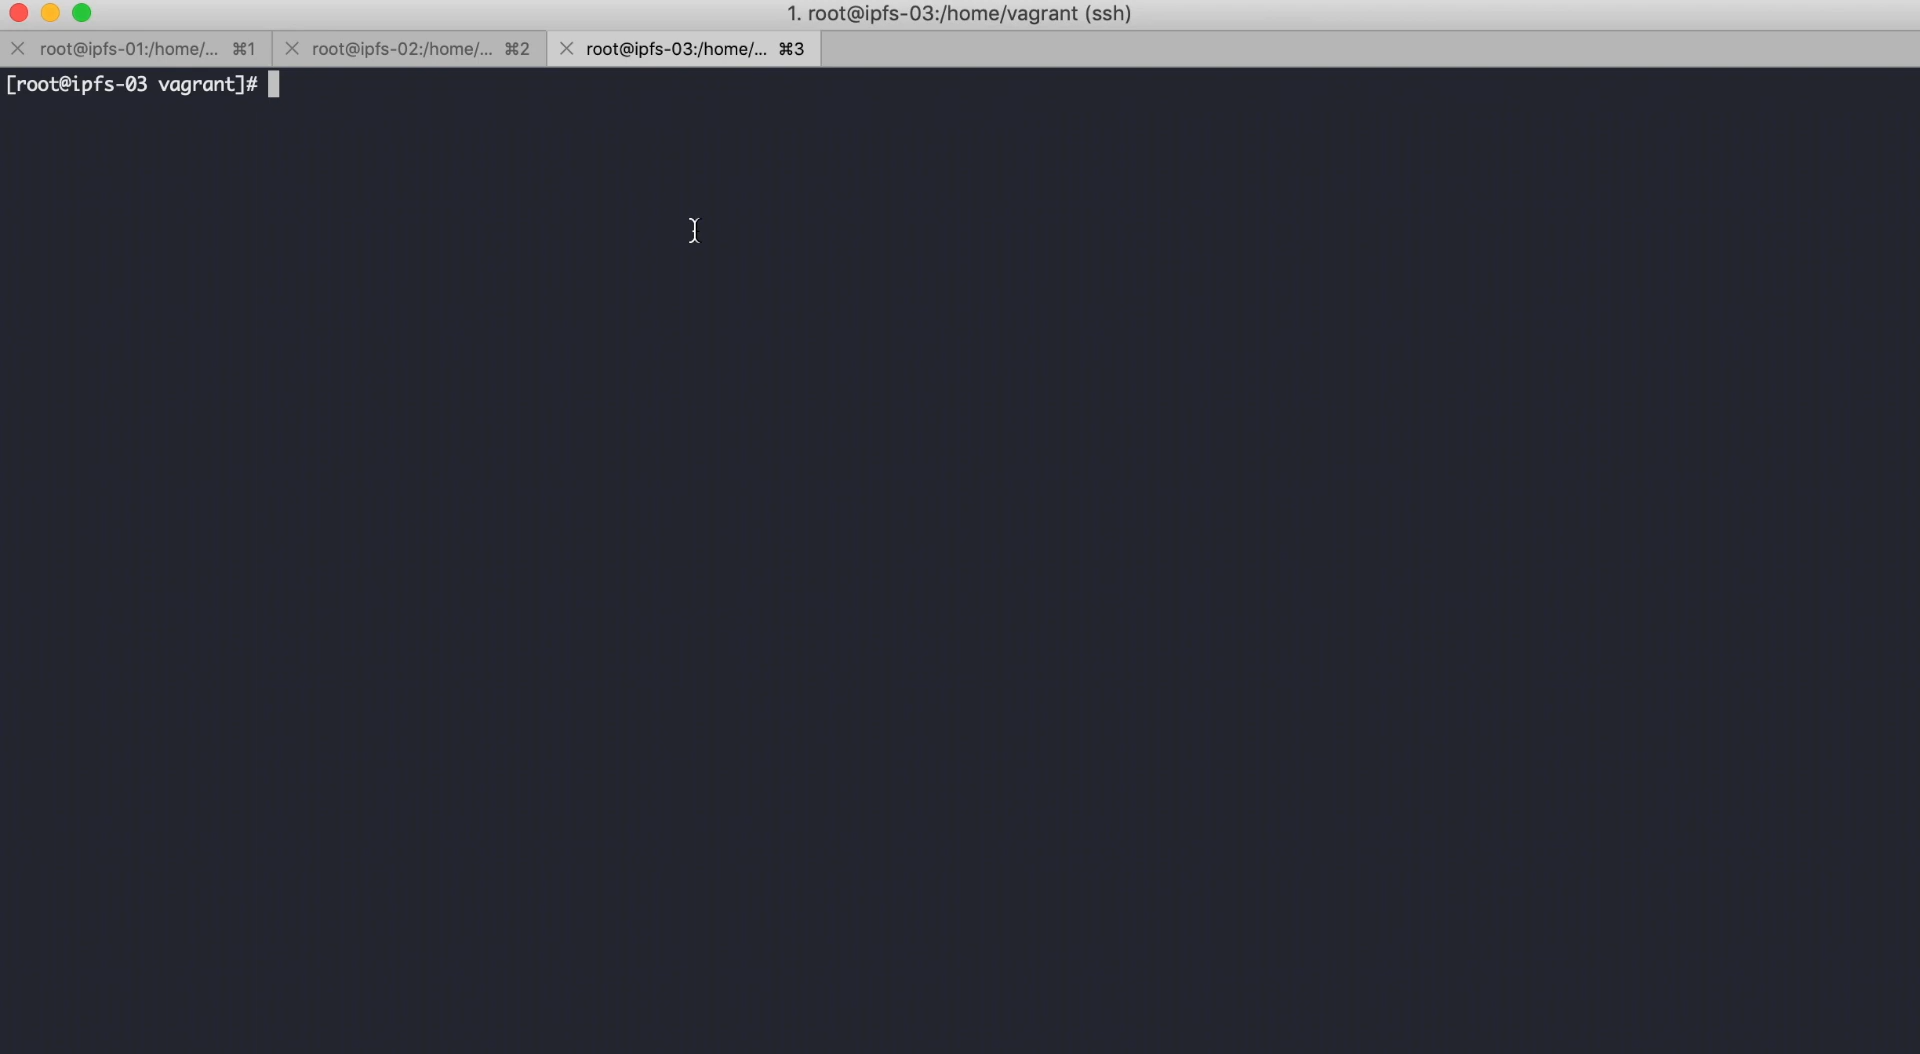 1. root@ipfs-03:/home/vagrant (ssh)
root@ipfs-01:/home/... ⌘1 root@ipfs-02:/home/... ⌘2 root@ipfs-03:/home/... ⌘3
[root@ipfs-03 vagrant]#